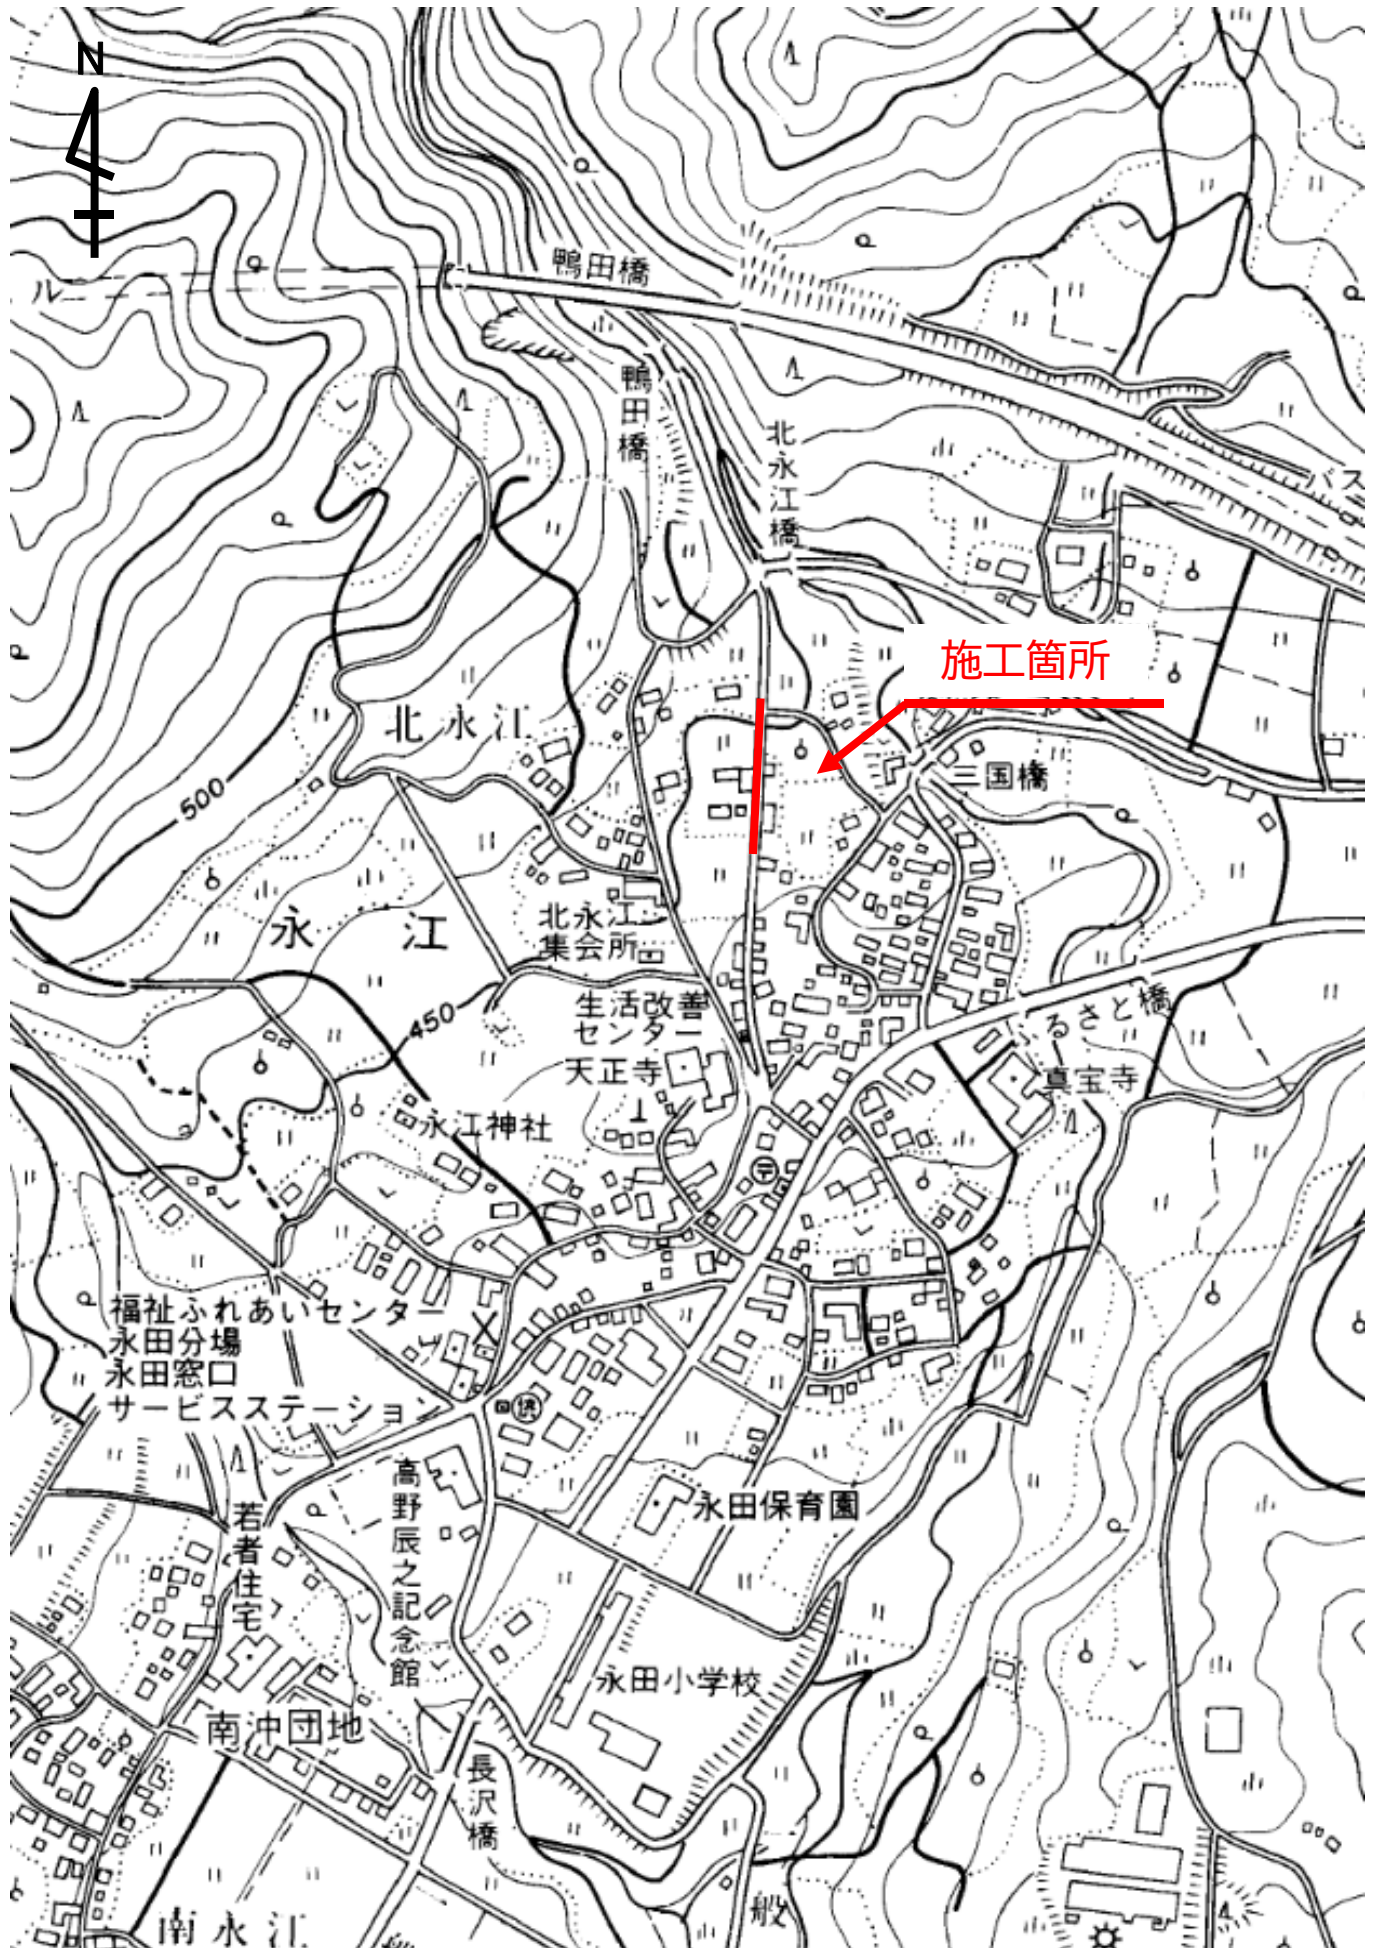 N
鴨田橋
ル
鴨田橋
北永江橋
バス
施工箇所
北永江
三国橋
500
永江
北永江
集会所
生活改善
センター
450
ふるさと橋
天正寺
真宝寺
永江神社
福祉ふれあいセンター
永田分場
永田窓口
サービスステーション
高野辰之記念館
若者住宅
永田保育園
永田小学校
南沖団地
長沢橋
般
南永江